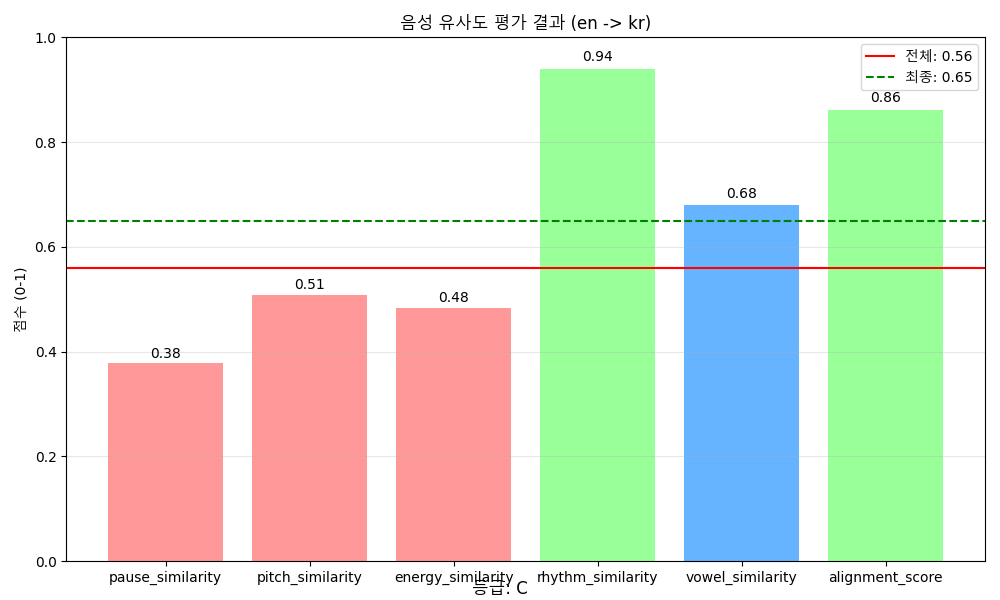 음성 유사도 평가 결과 (en -> kr)
전체: 0.56
최종: 0.65
점수 (0-1)
1.0
0.8
0.6
0.4
0.2
0.0
0.38
0.51
0.48
0.94
0.68
0.86
pause_similarity
pitch_similarity
energy_similarity
rhythm_similarity
vowel_similarity
alignment_score
등급: C